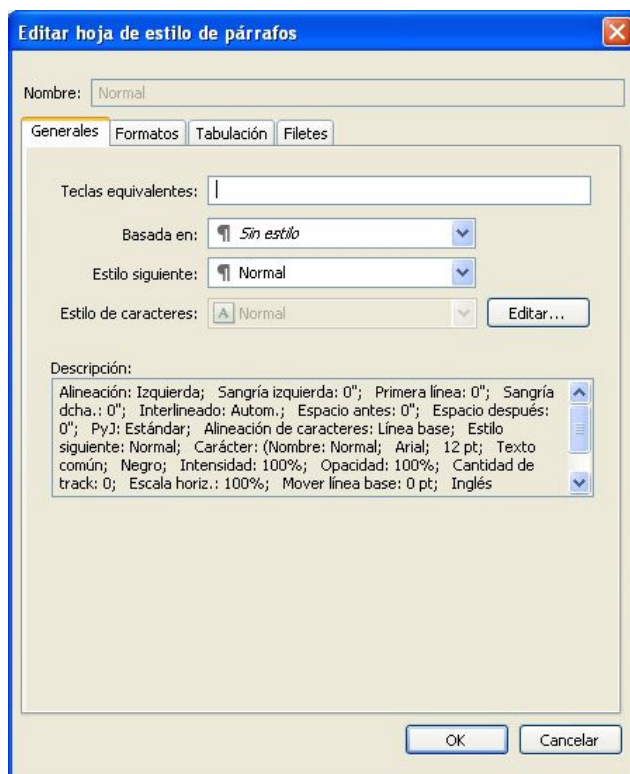 Editar hoja de estilo de párrafos
Nombre: Normal
Generales Formatos Tabulación Filetes
Teclas equivalentes:
Basada en: ¶ Sin estilo
Estilo siguiente: ¶ Normal
Estilo de caracteres: A Normal Editar...
Descripción:
Alineación: Izquierda; Sangría izquierda: 0"; Primera línea: 0"; Sangría
dcha.: 0"; Interlineado: Autom.; Espacio antes: 0"; Espacio después:
0"; PyJ: Estándar; Alineación de caracteres: Línea base; Estilo
siguiente: Normal; Carácter: (Nombre: Normal; Arial; 12 pt; Texto
común; Negro; Intensidad: 100%; Opacidad: 100%; Cantidad de
track: 0; Escala horiz.: 100%; Mover línea base: 0 pt; Inglés
OK Cancelar